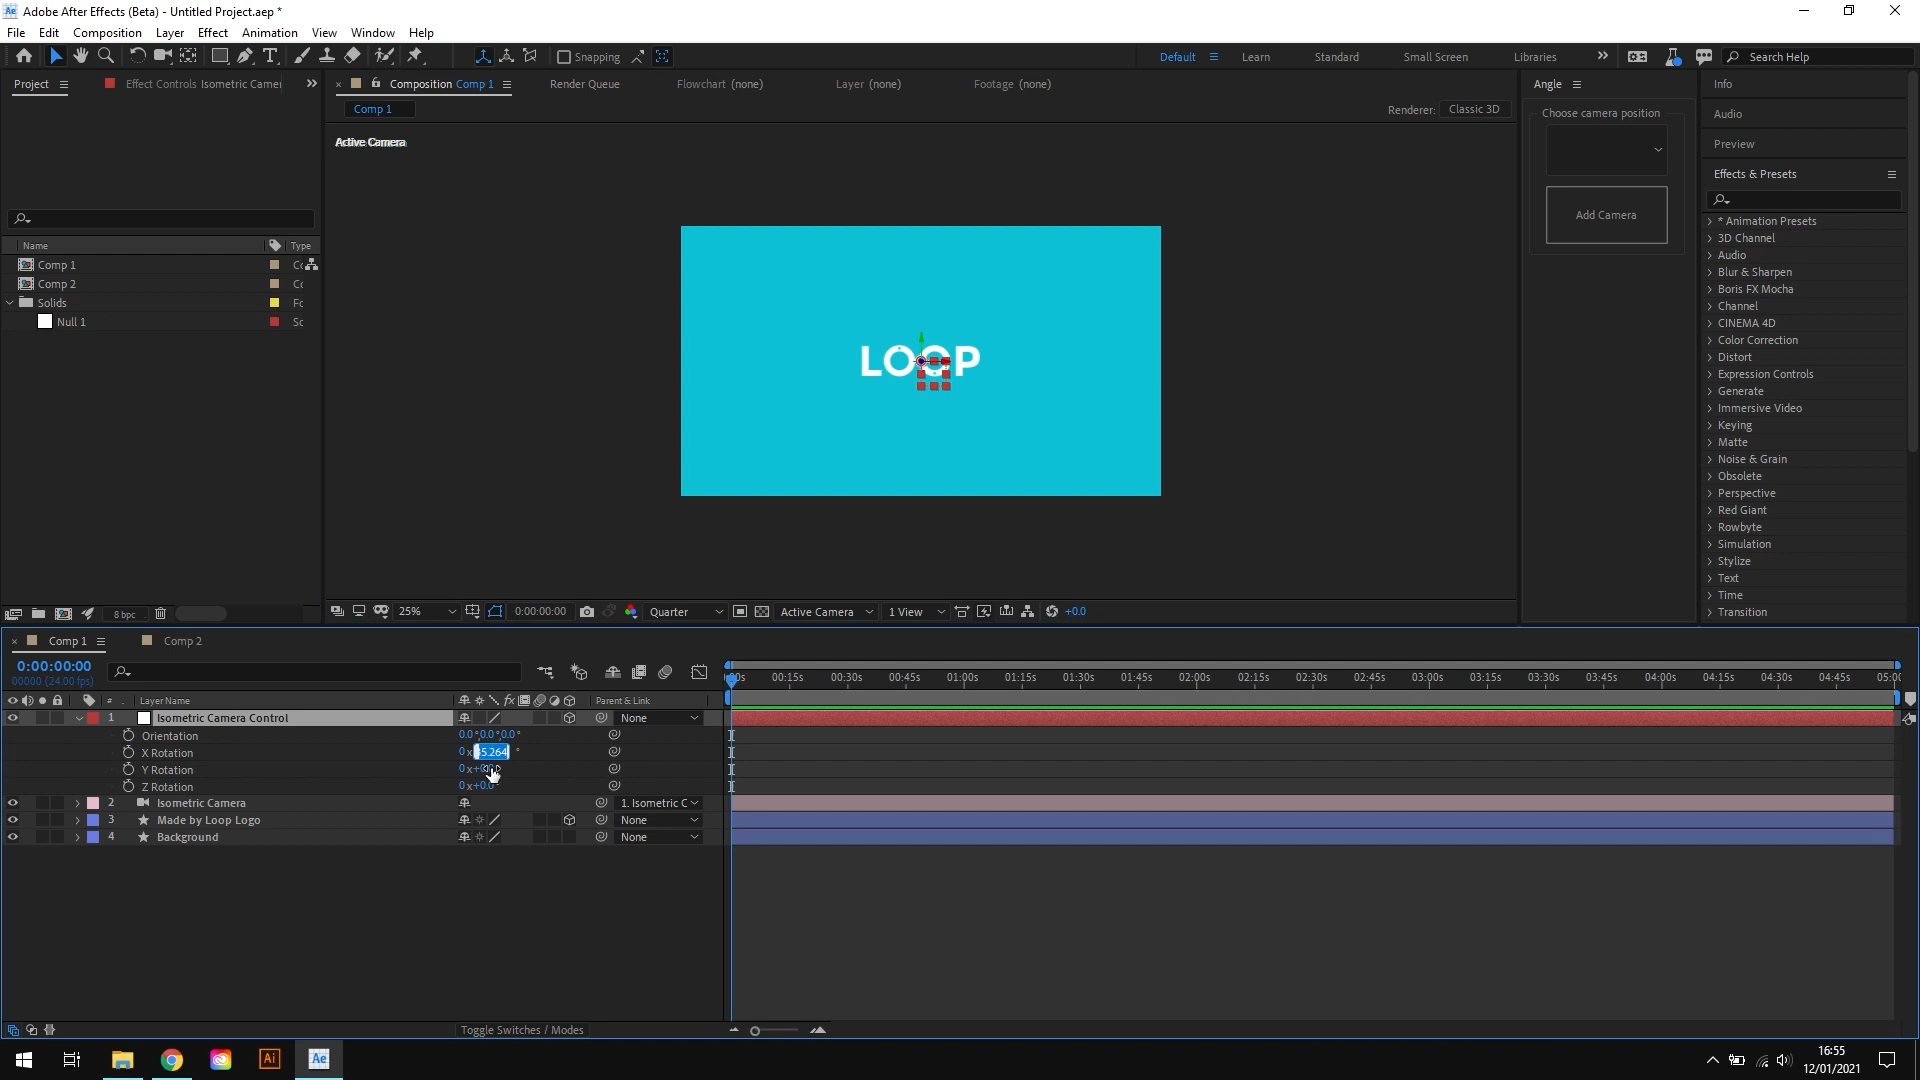 Adobe After Effects (Beta) - Untitled Project.aep *
File Edit Composition Layer Effect Animation View Window Help
Snapping Default Learn Standard Small Screen Libraries Search Help
Project Effect Controls Isometric Camer Composition Comp 1 Render Queue Flowchart (none) Layer (none) Footage (none) Angle Info
Comp 1 Renderer: Classic 3D Choose camera position Audio
Active Camera
Preview
Effects & Presets
Add Camera
Name Type
Comp 1
Comp 2
Solids
Null 1
* Animation Presets
3D Channel
Audio
Blur & Sharpen
Boris FX Mocha
Channel
CINEMA 4D
Color Correction
Distort
Expression Controls
Generate
Immersive Video
Keying
Matte
Noise & Grain
Obsolete
Perspective
Red Giant
Rowbyte
Simulation
Stylize
Text
Time
Transition
LOOP
8 bpc 25% 0:00:00:00 Quarter Active Camera 1 View +0.0
Comp 1 Comp 2
0:00:00:00
00000 (24.00 fps)
00:15s 00:30s 00:45s 01:00s 01:15s 01:30s 01:45s 02:00s 02:15s 02:30s 02:45s 03:00s 03:15s 03:30s 03:45s 04:00s 04:15s 04:30s 04:45s
# Layer Name fx Parent & Link
1 Isometric Camera Control None
Orientation 0.0°,0.0°,0.0°
X Rotation 0 x 5.264 °
Y Rotation 0 x
Z Rotation 0 x+0.0°
2 Isometric Camera 1. Isometric C
3 Made by Loop Logo None
4 Background None
Toggle Switches / Modes
Ai Ae
16:55
12/01/2021